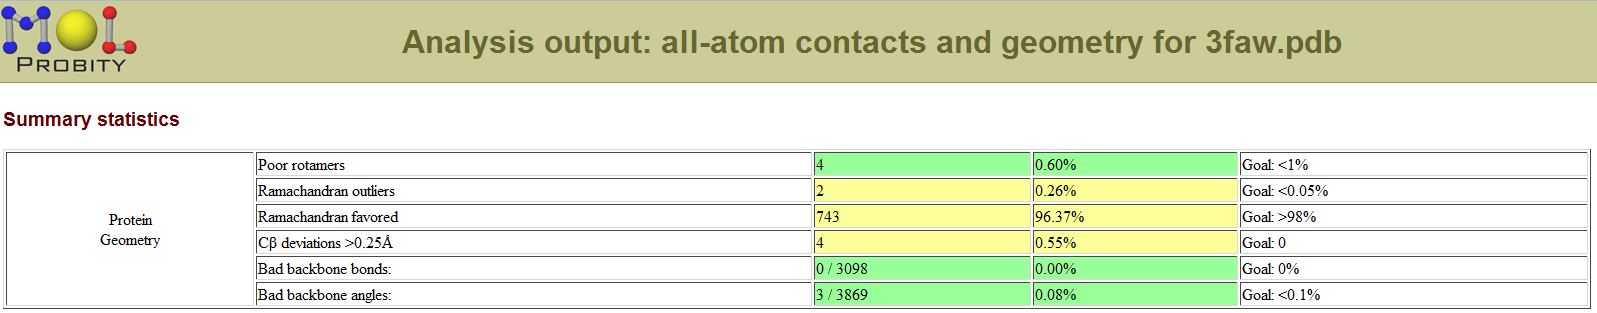 MOL
PROBITY
Analysis output: all-atom contacts and geometry for 3faw.pdb
Summary statistics
Protein
Geometry
Poor rotamers 4 0.60% Goal: <1%
Ramachandran outliers 2 0.26% Goal: <0.05%
Ramachandran favored 743 96.37% Goal: >98%
Cβ deviations >0.25Å 4 0.55% Goal: 0
Bad backbone bonds: 0 / 3098 0.00% Goal: 0%
Bad backbone angles: 3 / 3869 0.08% Goal: <0.1%